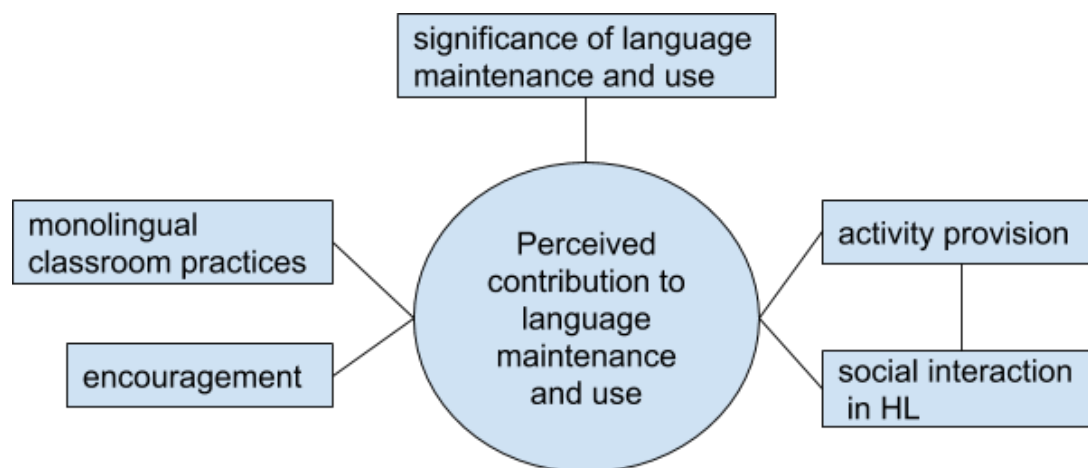 significance of language
maintenance and use
monolingual
classroom practices
encouragement
Perceived
contribution to
language
maintenance
and use
activity provision
social interaction
in HL